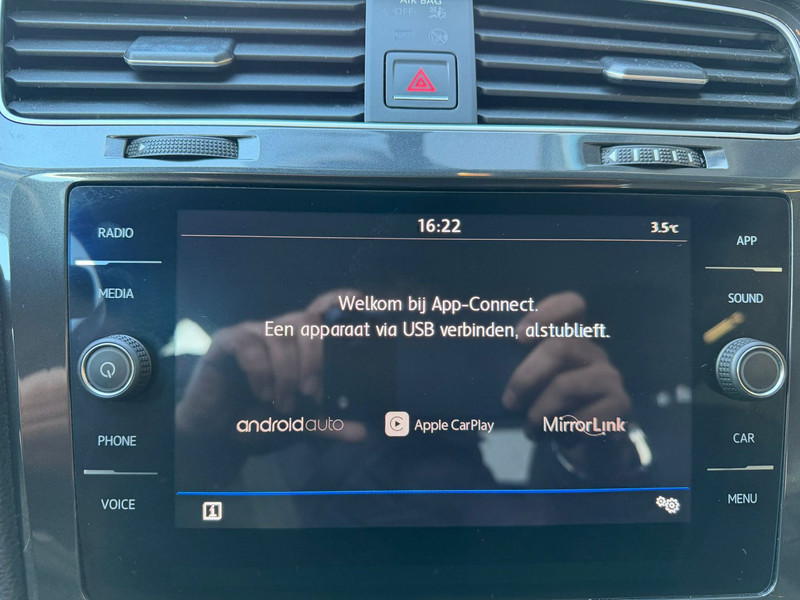 AIR BAG
OFF
RADIO
MEDIA
PHONE
VOICE
16:22
3.5°C
Welkom bij App-Connect.
Een apparaat via USB verbinden, alstublieft.
androidauto
Apple CarPlay
MirrorLink
APP
SOUND
CAR
MENU